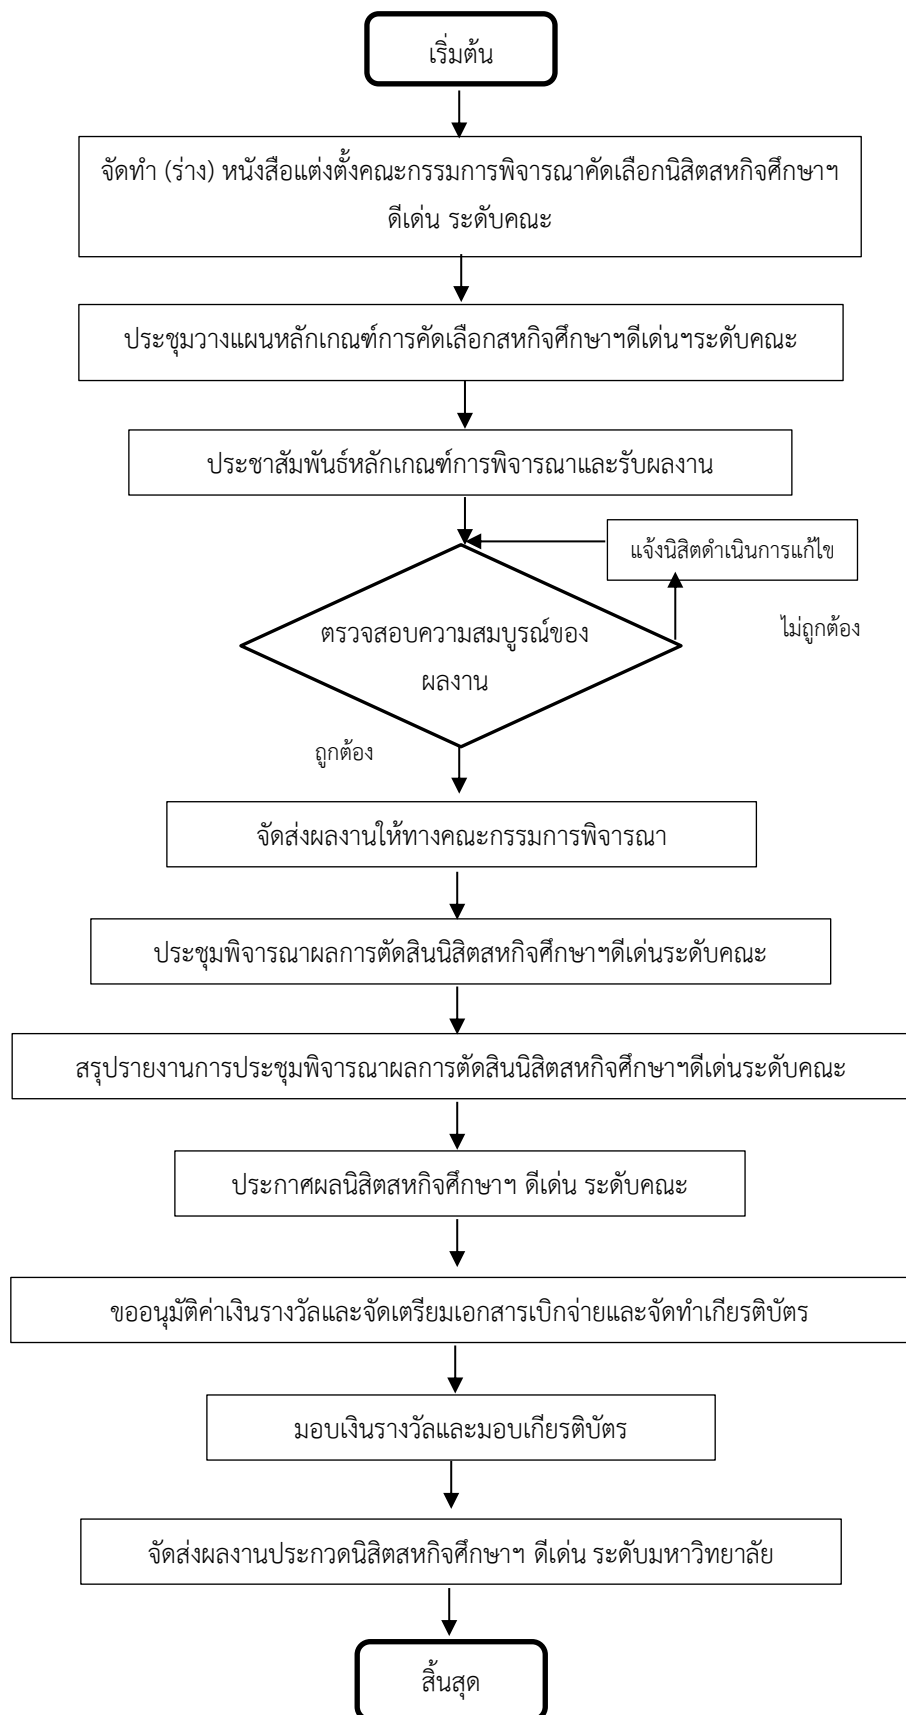 เริ่มต้น
จัดทำ (ร่าง) หนังสือแต่งตั้งคณะกรรมการพิจารณาคัดเลือกนิสิตสหกิจศึกษาฯ
ดีเด่น ระดับคณะ
ประชุมวางแผนหลักเกณฑ์การคัดเลือกสหกิจศึกษาฯดีเด่นฯระดับคณะ
ประชาสัมพันธ์หลักเกณฑ์การพิจารณาและรับผลงาน
แจ้งนิสิตดำเนินการแก้ไข
ไม่ถูกต้อง
ตรวจสอบความสมบูรณ์ของ
ผลงาน
ถูกต้อง
จัดส่งผลงานให้ทางคณะกรรมการพิจารณา
ประชุมพิจารณาผลการตัดสินนิสิตสหกิจศึกษาฯดีเด่นระดับคณะ
สรุปรายงานการประชุมพิจารณาผลการตัดสินนิสิตสหกิจศึกษาฯดีเด่นระดับคณะ
ประกาศผลนิสิตสหกิจศึกษาฯ ดีเด่น ระดับคณะ
ขออนุมัติค่าเงินรางวัลและจัดเตรียมเอกสารเบิกจ่ายและจัดทำเกียรติบัตร
มอบเงินรางวัลและมอบเกียรติบัตร
จัดส่งผลงานประกวดนิสิตสหกิจศึกษาฯ ดีเด่น ระดับมหาวิทยาลัย
สิ้นสุด